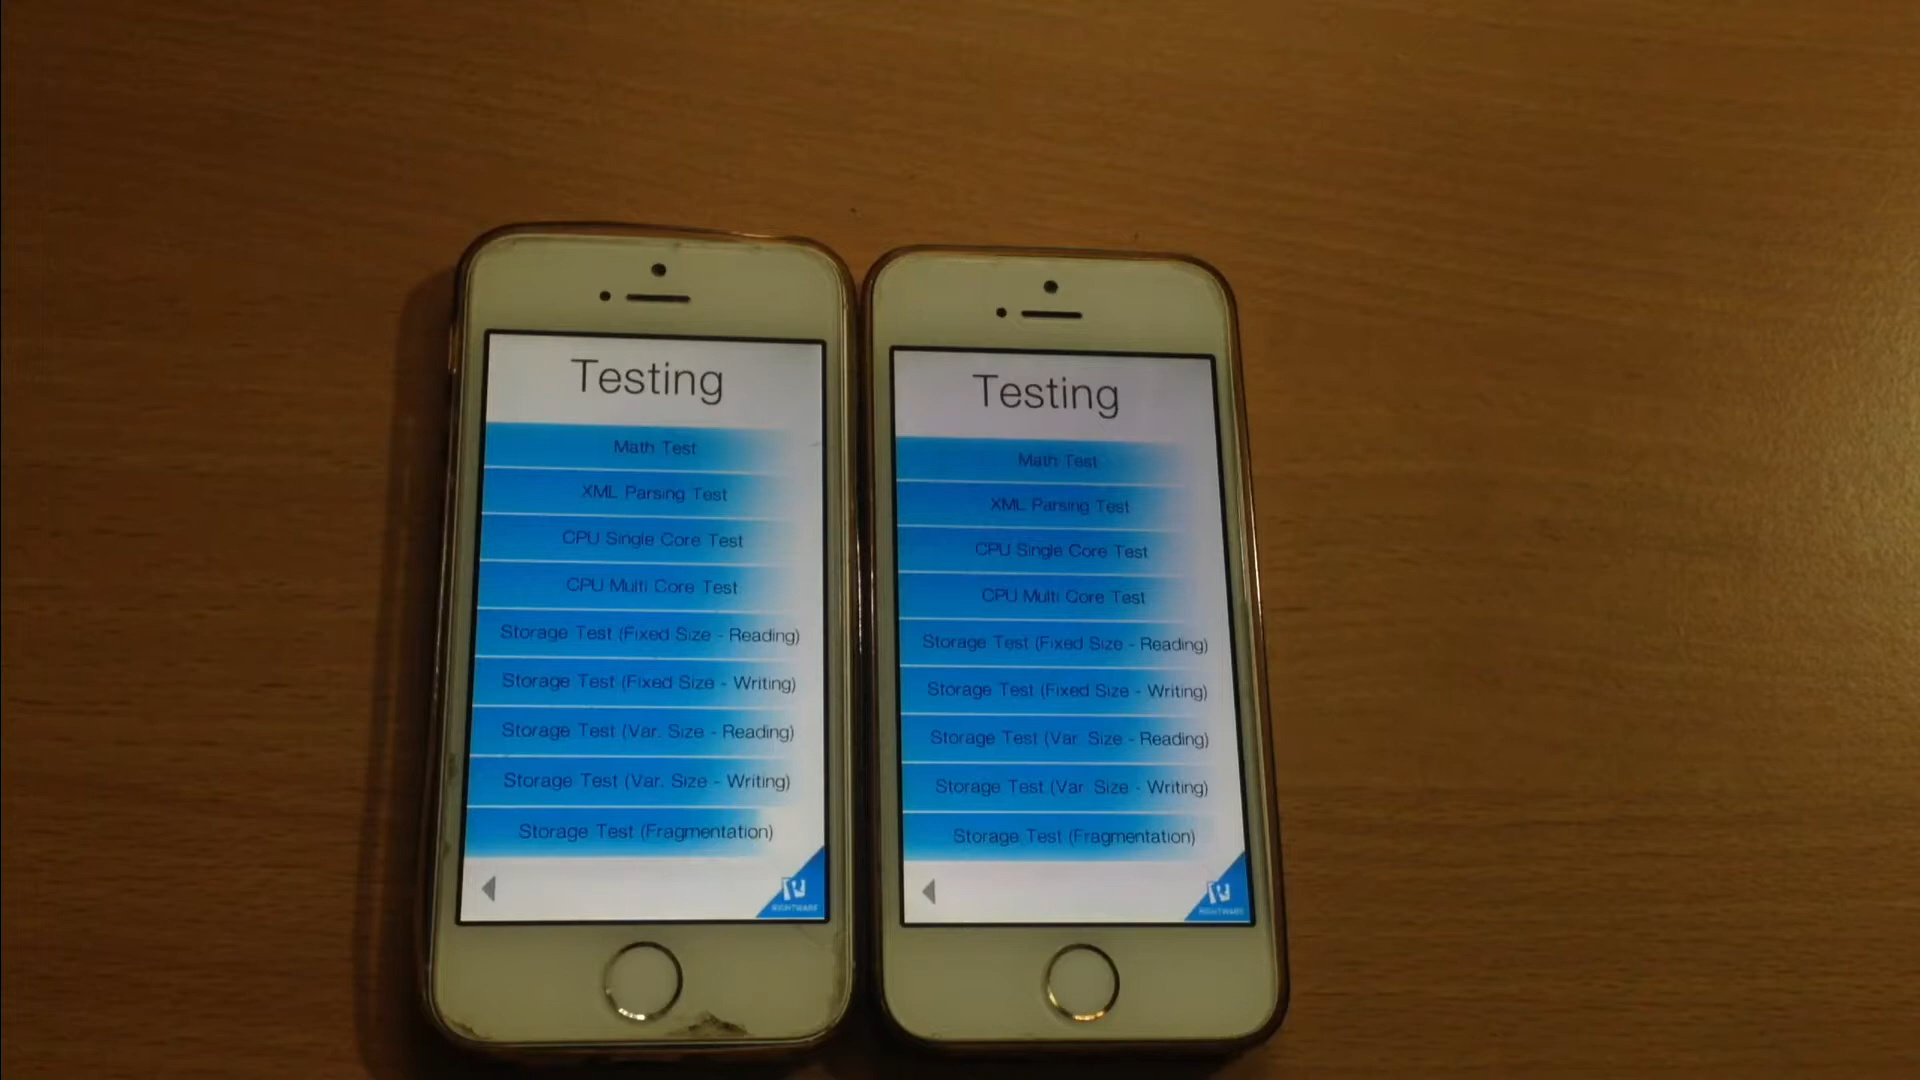 Testing
Math Test
XML Parsing Test
CPU Single Core Test
CPU Multi Core Test
Storage Test (Fixed Size - Reading)
Storage Test (Fixed Size - Writing)
Storage Test (Var. Size - Reading)
Storage Test (Var. Size - Writing)
Storage Test (Fragmentation)
RIGHTWARE
Testing
Math Test
XML Parsing Test
CPU Single Core Test
CPU Multi Core Test
Storage Test (Fixed Size - Reading)
Storage Test (Fixed Size - Writing)
Storage Test (Var. Size - Reading)
Storage Test (Var. Size - Writing)
Storage Test (Fragmentation)
RIGHTWARE